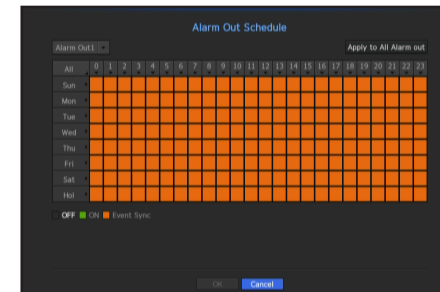 Alarm Out Schedule
Alarm Out1 Apply to All Alarm out
All 0 1 2 3 4 5 6 7 8 9 10 11 12 13 14 15 16 17 18 19 20 21 22 23
Sun
Mon
Tue
Wed
Thu
Fri
Sat
Hol
OFF ON Event Sync
OK Cancel